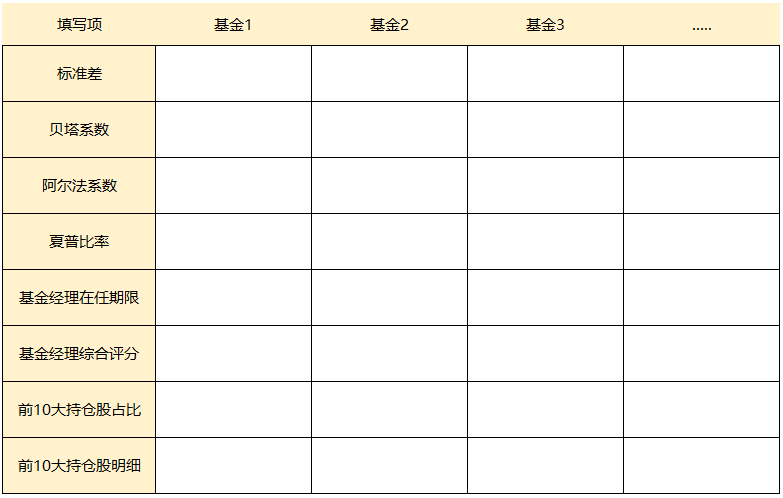 填写项 基金1 基金2 基金3 .....
标准差
贝塔系数
阿尔法系数
夏普比率
基金经理在任期限
基金经理综合评分
前10大持仓股占比
前10大持仓股明细